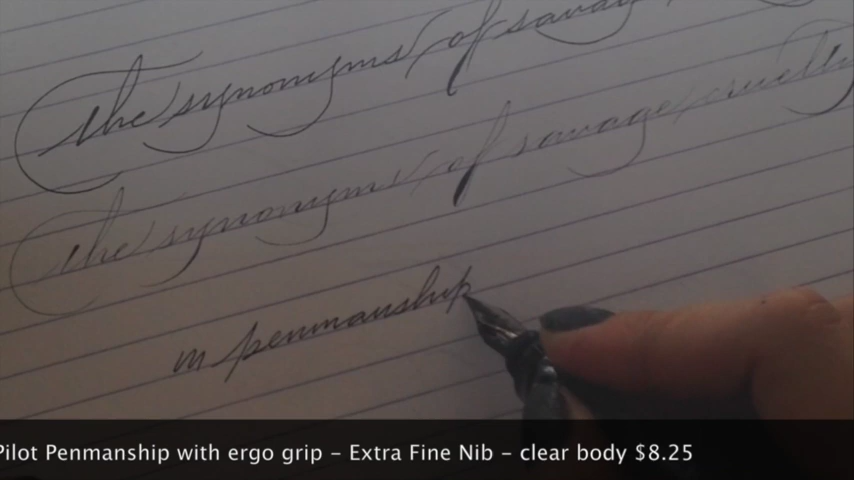 the synonyms of savage
the synonyms of savage cruelty
m penmanship
Pilot Penmanship with ergo grip – Extra Fine Nib – clear body $8.25